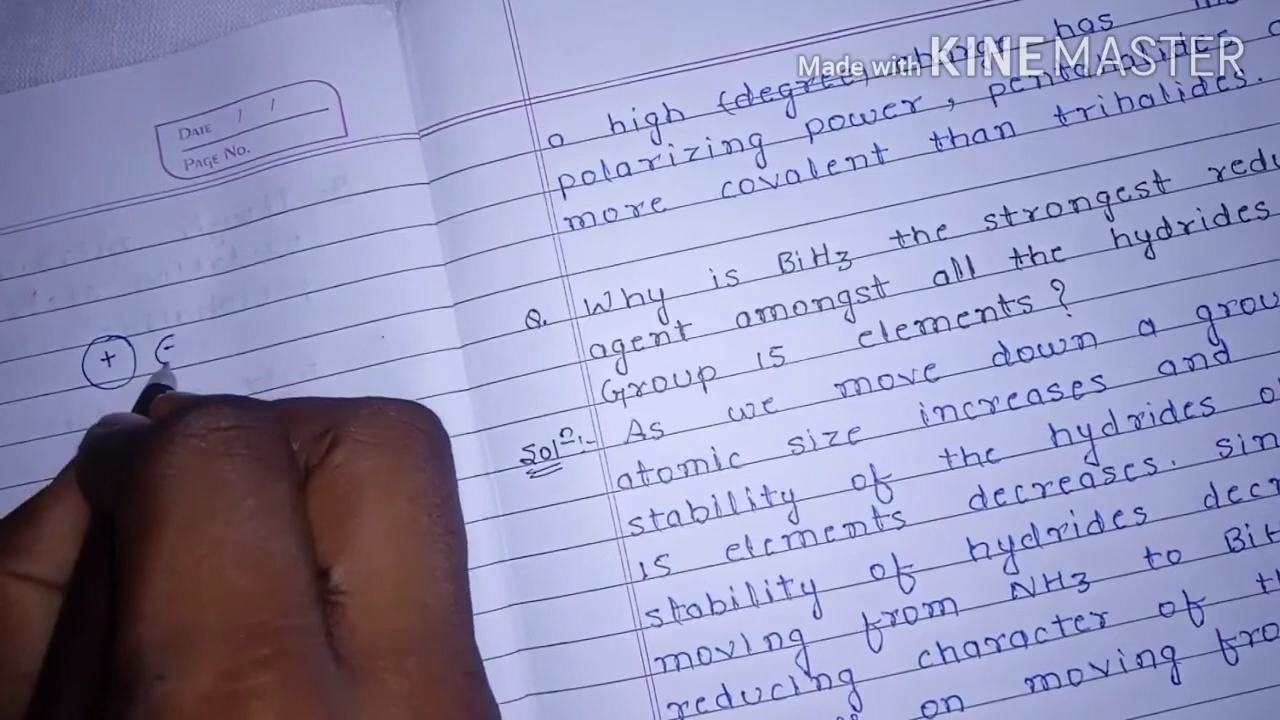 Made with KINEMASTER
DATE / /
PAGE NO.
a high (degree) charge has
polarizing power, pentahalides
more covalent than trihalides.
Q. Why is BiH3 the strongest redu
agent amongst all the hydrides
Group 15 elements?
Solⁿ:- As we move down a grou
atomic size increases and
stability of the hydrides of
15 elements decreases. Sin
stability of hydrides decr
moving from NH3 to BiH
reducing character of th
on moving fro
+ e